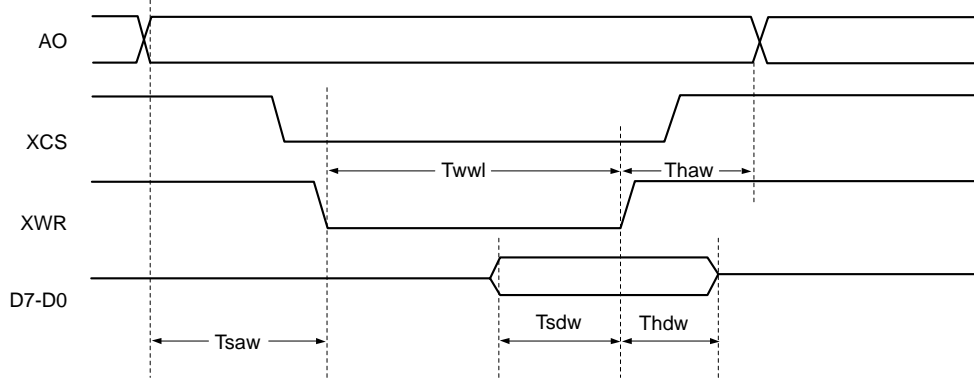 AO
XCS
Twwl Thaw
XWR
D7-D0
Tsdw Thdw
Tsaw